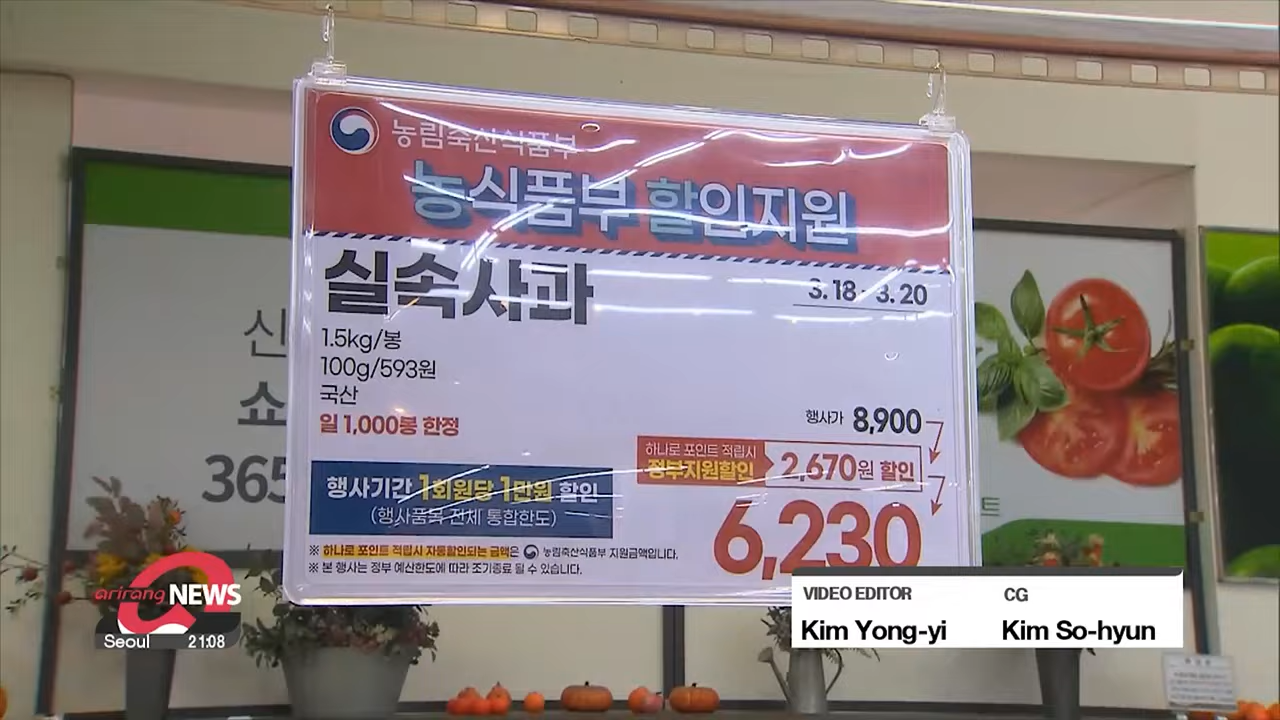 농림축산식품부
농식품부 할인지원
실속사과
3.18 - 3.20
1.5kg/봉
100g/593원
국산
일 1,000봉 한정
행사가 8,900
하나로 포인트 적립시
정부지원할인
2,670원 할인
6,230
행사기간 1회원당 1만원 할인
(행사품목 전체 통합한도)
※ 하나로 포인트 적립시 자동할인되는 금액은 농림축산식품부 지원금액입니다.
※ 본 행사는 정부 예산한도에 따라 조기종료 될 수 있습니다.
신
쇼
365
트
arirang NEWS
Seoul 21:08
VIDEO EDITOR CG
Kim Yong-yi Kim So-hyun